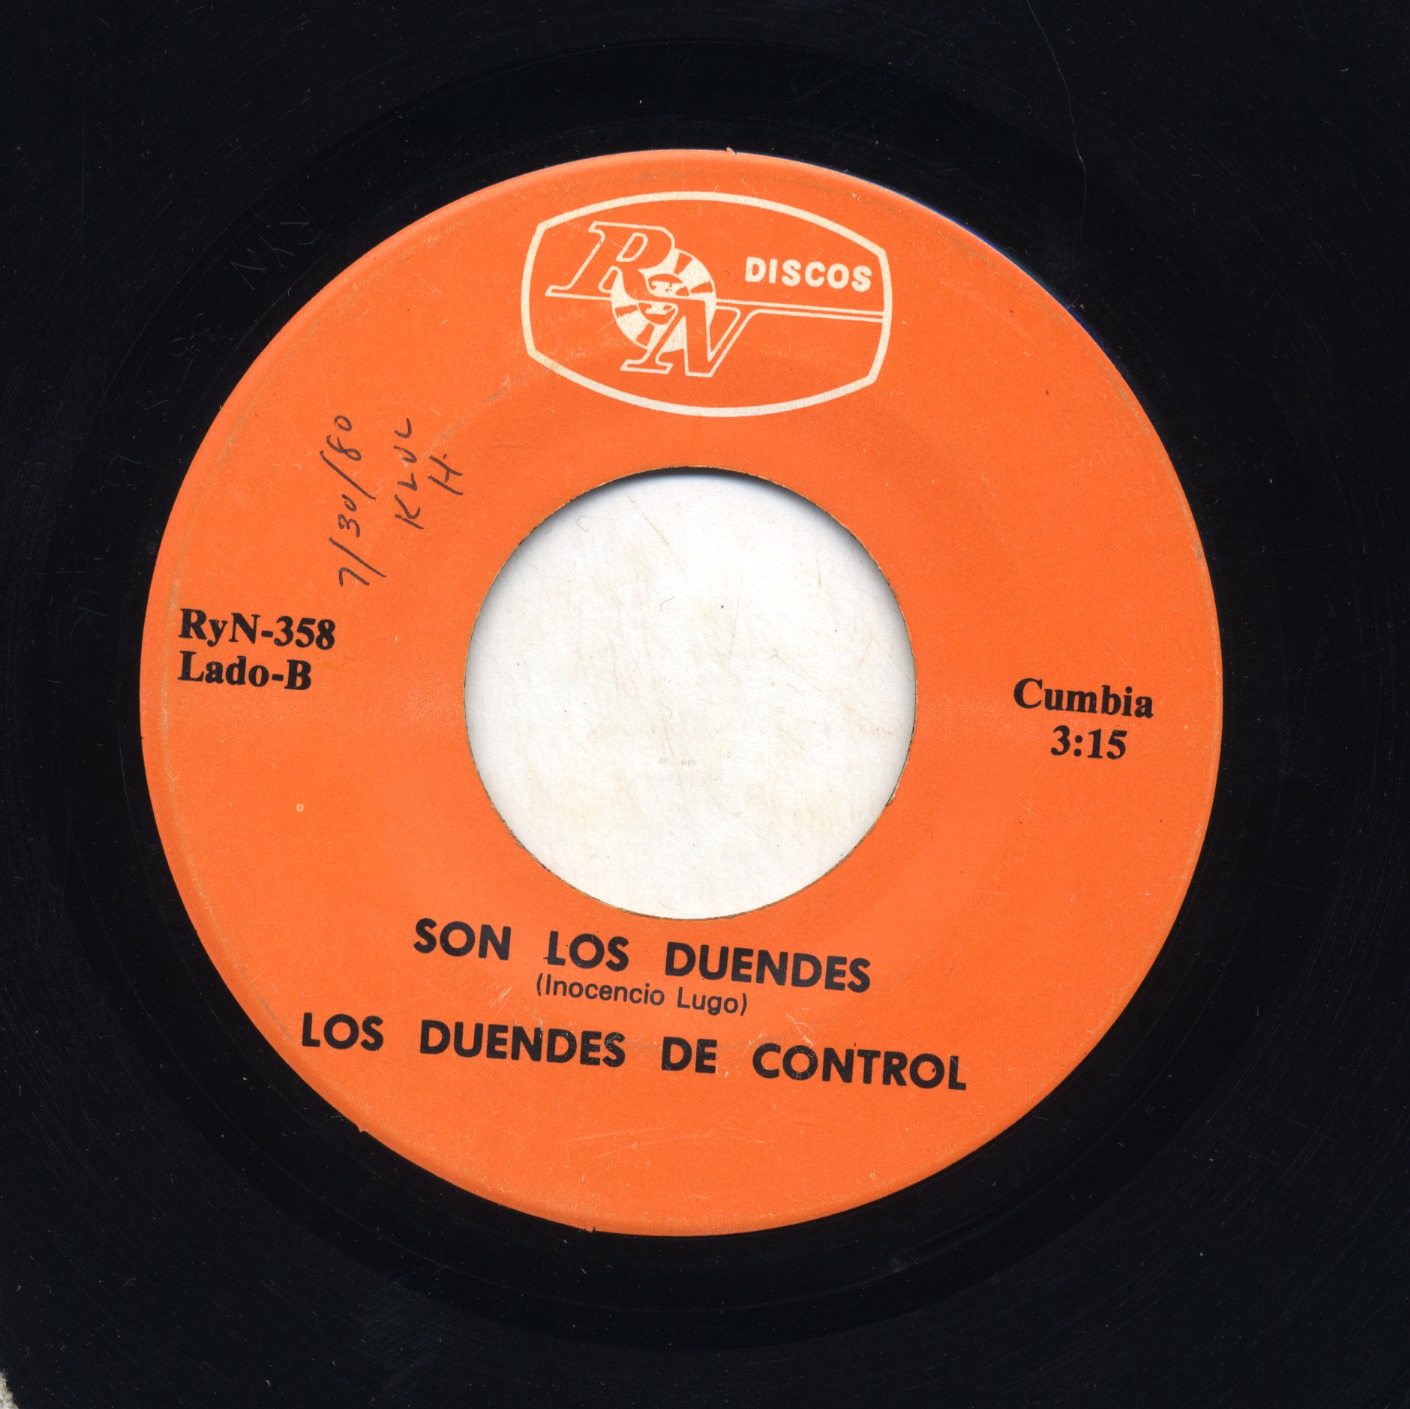 RyN DISCOS
7/30/80
KLVL
H.
RyN-358
Lado-B
Cumbia
3:15
SON LOS DUENDES
(Inocencio Lugo)
LOS DUENDES DE CONTROL